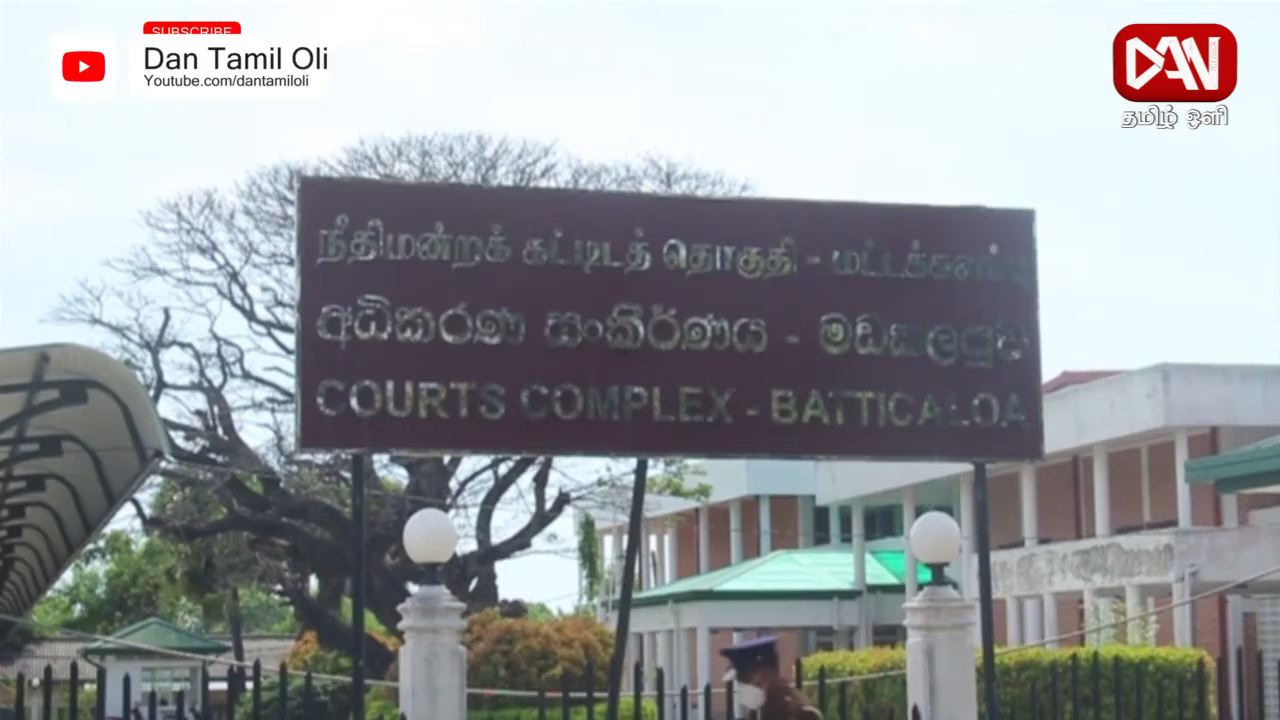 SUBSCRIBE
Dan Tamil Oli
Youtube.com/dantamiloli
DAN
தமிழ் ஒளி
நீதிமன்றக் கட்டிடத் தொகுதி - மட்டக்களப்பு
අධිකරණ සංකීර්ණය - මඩකලපුව
COURTS COMPLEX - BATTICALOA